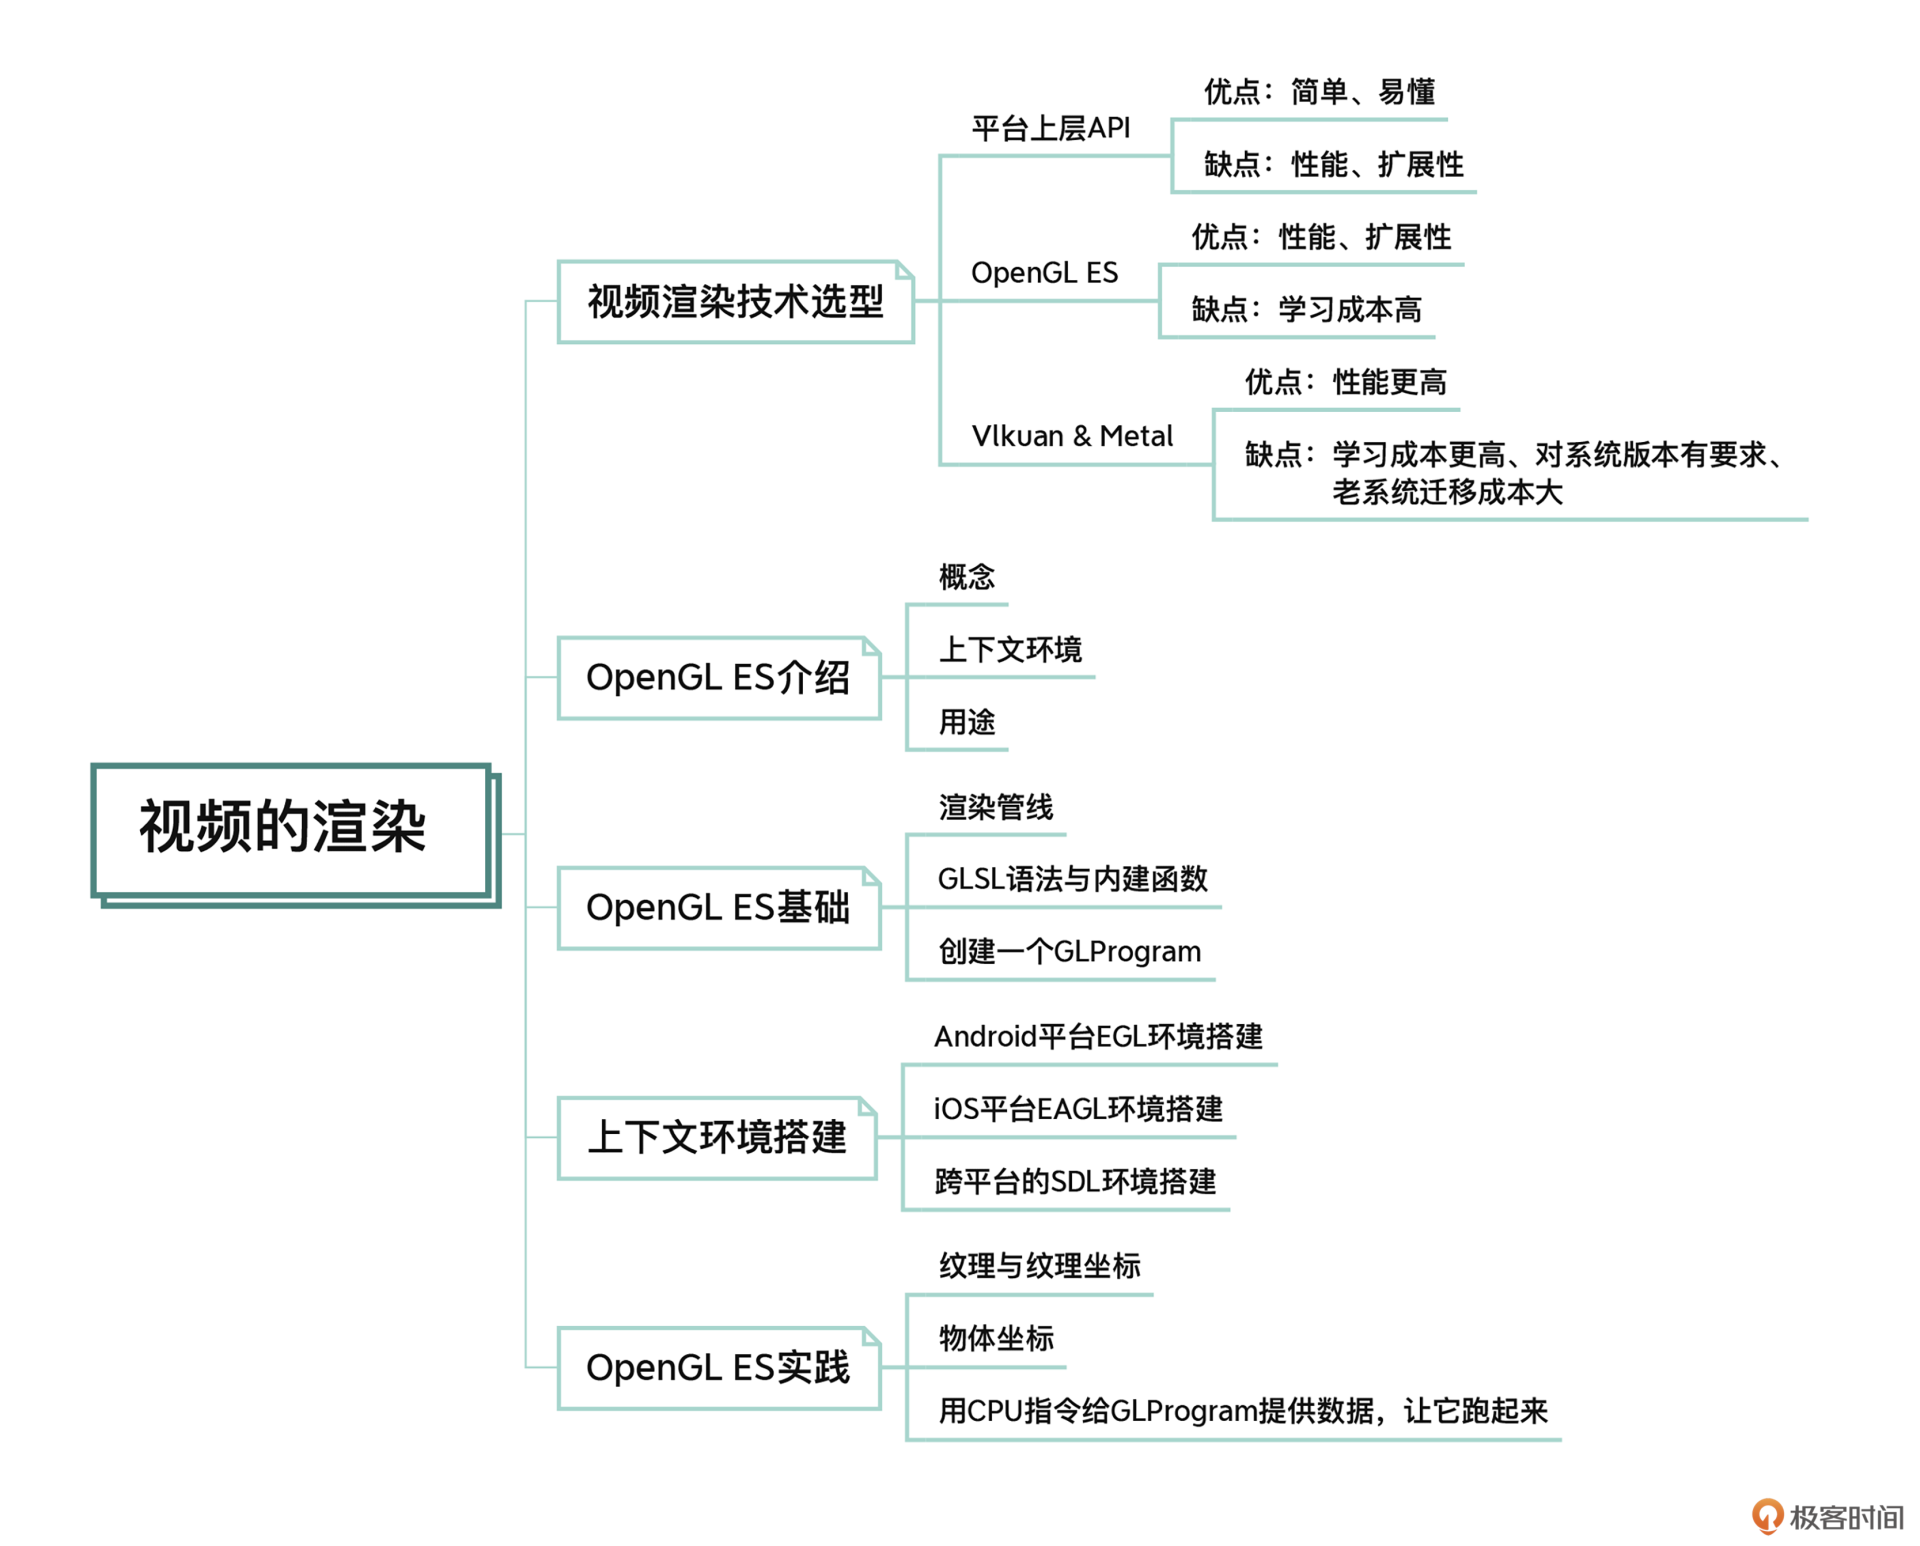 视频的渲染
视频渲染技术选型
平台上层API
优点：简单、易懂
缺点：性能、扩展性
OpenGL ES
优点：性能、扩展性
缺点：学习成本高
Vlkuan & Metal
优点：性能更高
缺点：学习成本更高、对系统版本有要求、
老系统迁移成本大
OpenGL ES介绍
概念
上下文环境
用途
OpenGL ES基础
渲染管线
GLSL语法与内建函数
创建一个GLProgram
上下文环境搭建
Android平台EGL环境搭建
iOS平台EAGL环境搭建
跨平台的SDL环境搭建
OpenGL ES实践
纹理与纹理坐标
物体坐标
用CPU指令给GLProgram提供数据，让它跑起来
极客时间